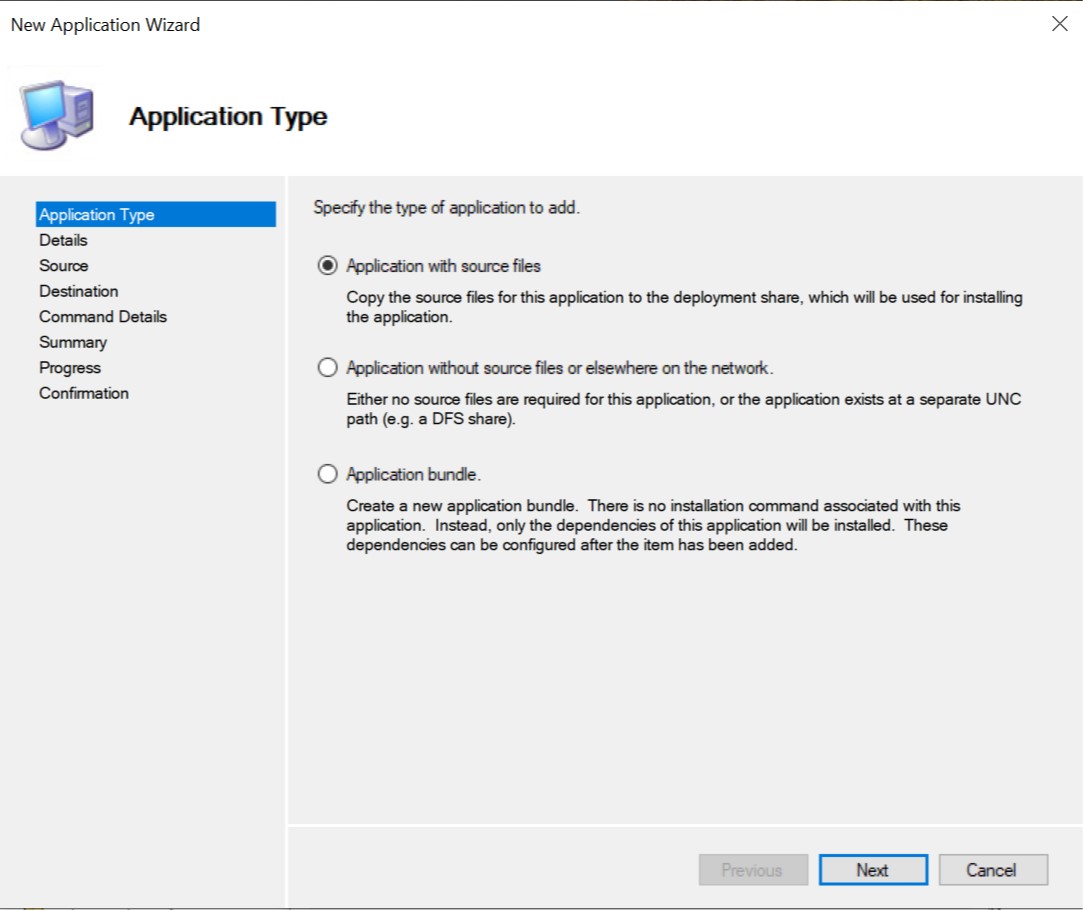 New Application Wizard
Application Type
Application Type
Details
Source
Destination
Command Details
Summary
Progress
Confirmation
Specify the type of application to add.
Application with source files
Copy the source files for this application to the deployment share, which will be used for installing
the application.
Application without source files or elsewhere on the network.
Either no source files are required for this application, or the application exists at a separate UNC
path (e.g. a DFS share).
Application bundle.
Create a new application bundle.  There is no installation command associated with this
application.  Instead, only the dependencies of this application will be installed.  These
dependencies can be configured after the item has been added.
Previous
Next
Cancel